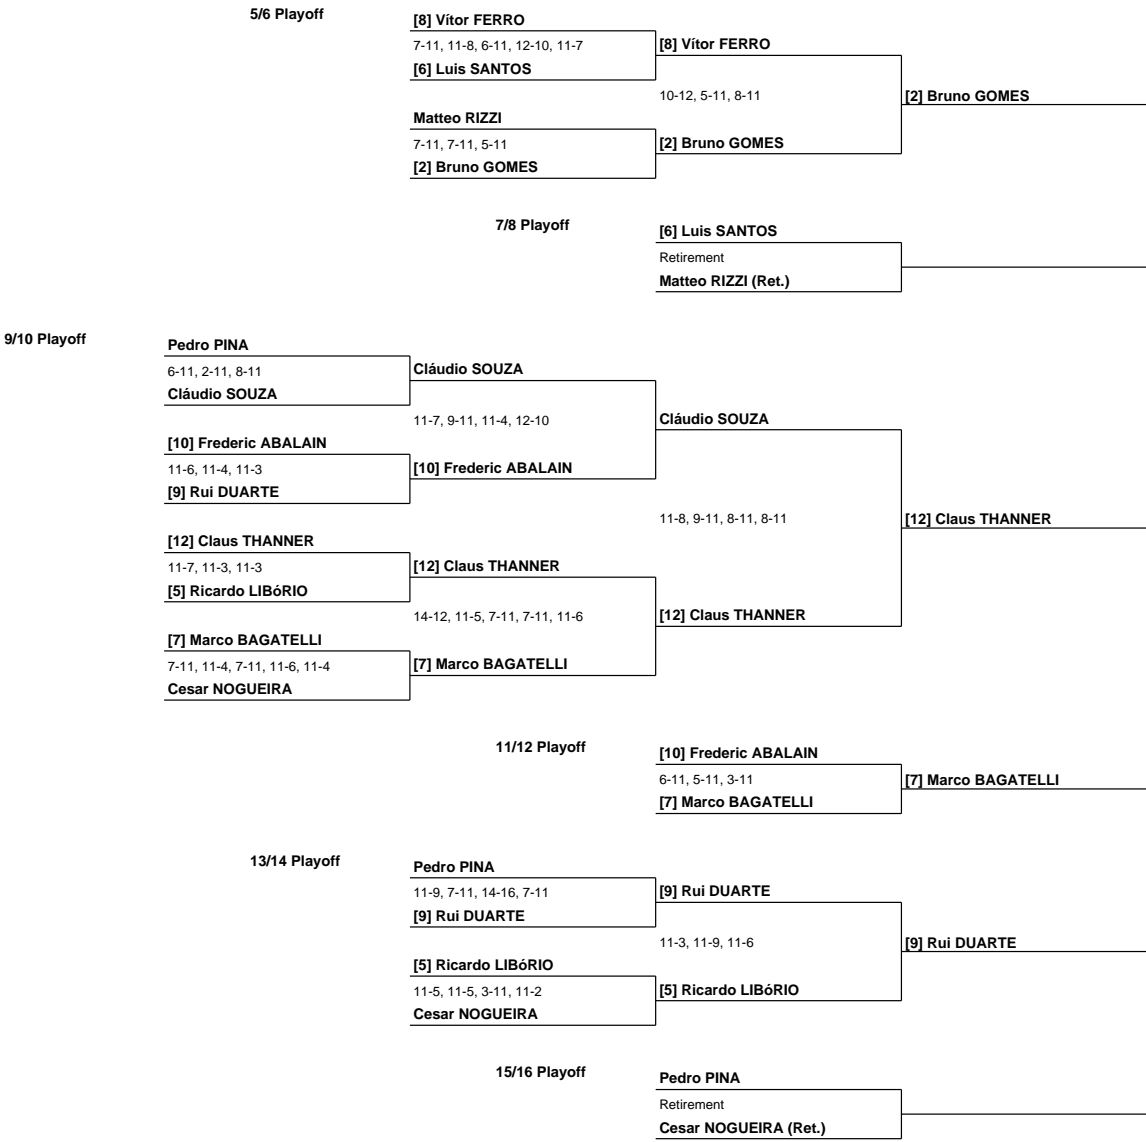 5/6 Playoff
[8] Vítor FERRO
7-11, 11-8, 6-11, 12-10, 11-7
[8] Vítor FERRO
[6] Luis SANTOS
10-12, 5-11, 8-11
[2] Bruno GOMES
Matteo RIZZI
7-11, 7-11, 5-11
[2] Bruno GOMES
[2] Bruno GOMES
7/8 Playoff
[6] Luis SANTOS
Retirement
Matteo RIZZI (Ret.)
9/10 Playoff
Pedro PINA
6-11, 2-11, 8-11
Cláudio SOUZA
Cláudio SOUZA
11-7, 9-11, 11-4, 12-10
Cláudio SOUZA
[10] Frederic ABALAIN
11-6, 11-4, 11-3
[10] Frederic ABALAIN
[9] Rui DUARTE
11-8, 9-11, 8-11, 8-11
[12] Claus THANNER
[12] Claus THANNER
11-7, 11-3, 11-3
[12] Claus THANNER
[5] Ricardo LIBóRIO
14-12, 11-5, 7-11, 7-11, 11-6
[12] Claus THANNER
[7] Marco BAGATELLI
7-11, 11-4, 7-11, 11-6, 11-4
[7] Marco BAGATELLI
Cesar NOGUEIRA
11/12 Playoff
[10] Frederic ABALAIN
6-11, 5-11, 3-11
[7] Marco BAGATELLI
[7] Marco BAGATELLI
13/14 Playoff
Pedro PINA
11-9, 7-11, 14-16, 7-11
[9] Rui DUARTE
[9] Rui DUARTE
11-3, 11-9, 11-6
[9] Rui DUARTE
[5] Ricardo LIBóRIO
11-5, 11-5, 3-11, 11-2
[5] Ricardo LIBóRIO
Cesar NOGUEIRA
15/16 Playoff
Pedro PINA
Retirement
Cesar NOGUEIRA (Ret.)